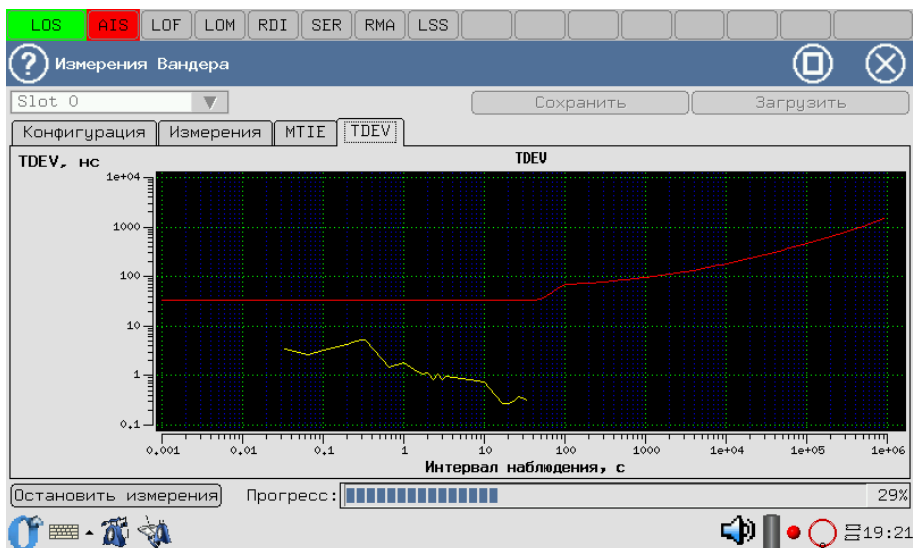 LOS AIS LOF LOM RDI SER RMA LSS
? Измерения Вандера
Slot 0 Сохранить Загрузить
Конфигурация Измерения MTIE TDEV
TDEV, нс
TDEV
1e+04
1000
100
10
1
0,1
0,001 0,01 0,1 1 10 100 1000 1e+04 1e+05 1e+06
Интервал наблюдения, с
Остановить измерения Прогресс: 29%
19:21